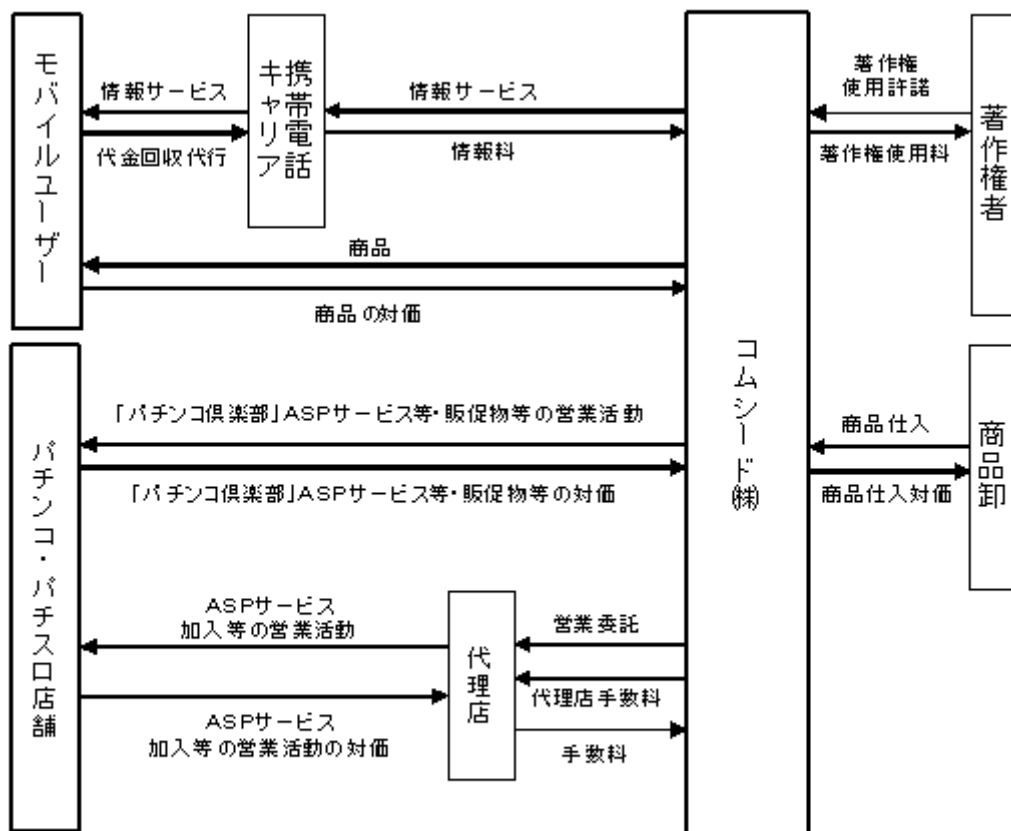 モバイルユーザー
携帯電話
キャリア
情報サービス
代金回収代行
情報サービス
情報料
著作権
使用許諾
著作権使用料
著作権者
商品
商品の対価
コムシード㈱
パチンコ・パチスロ店舗
「パチンコ倶楽部」ASPサービス等・販促物等の営業活動
「パチンコ倶楽部」ASPサービス等・販促物等の対価
商品仕入
商品仕入対価
商品卸
ASPサービス
加入等の営業活動
ASPサービス
加入等の営業活動の対価
代理店
営業委託
代理店手数料
手数料